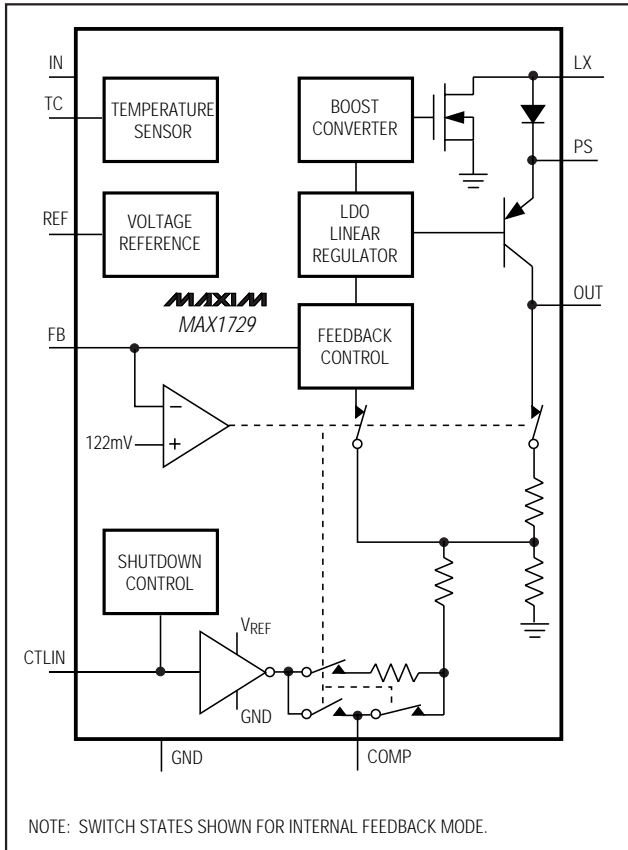 IN
TC
TEMPERATURE
SENSOR
BOOST
CONVERTER
LX
PS
REF
VOLTAGE
REFERENCE
LDO
LINEAR
REGULATOR
MAXIM
MAX1729
OUT
FB
FEEDBACK
CONTROL
−
+
122mV
SHUTDOWN
CONTROL
VREF
CTLIN
GND
GND
COMP
NOTE: SWITCH STATES SHOWN FOR INTERNAL FEEDBACK MODE.